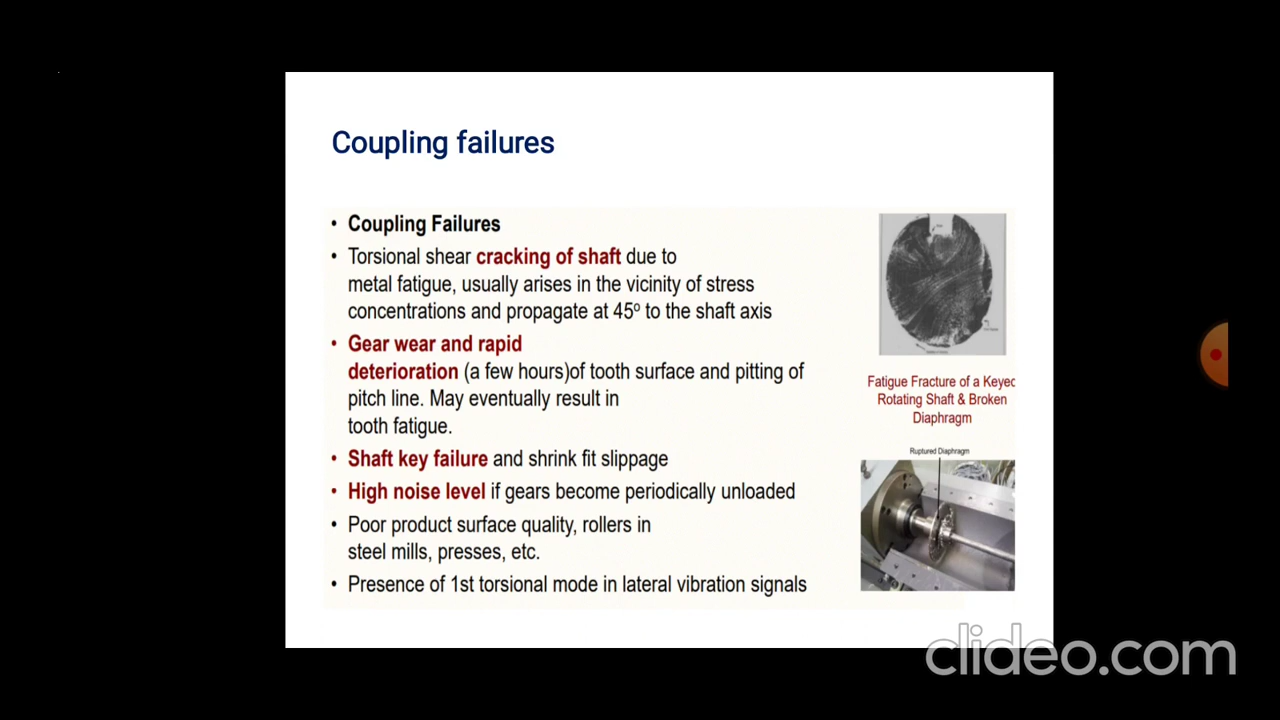 Coupling failures
• Coupling Failures
• Torsional shear cracking of shaft due to
metal fatigue, usually arises in the vicinity of stress
concentrations and propagate at 45º to the shaft axis
• Gear wear and rapid
deterioration (a few hours)of tooth surface and pitting of
pitch line. May eventually result in
tooth fatigue.
• Shaft key failure and shrink fit slippage
• High noise level if gears become periodically unloaded
• Poor product surface quality, rollers in
steel mills, presses, etc.
• Presence of 1st torsional mode in lateral vibration signals
Fatigue Fracture of a Keyec
Rotating Shaft & Broken
Diaphragm
Ruptured Diaphragm
clideo.com